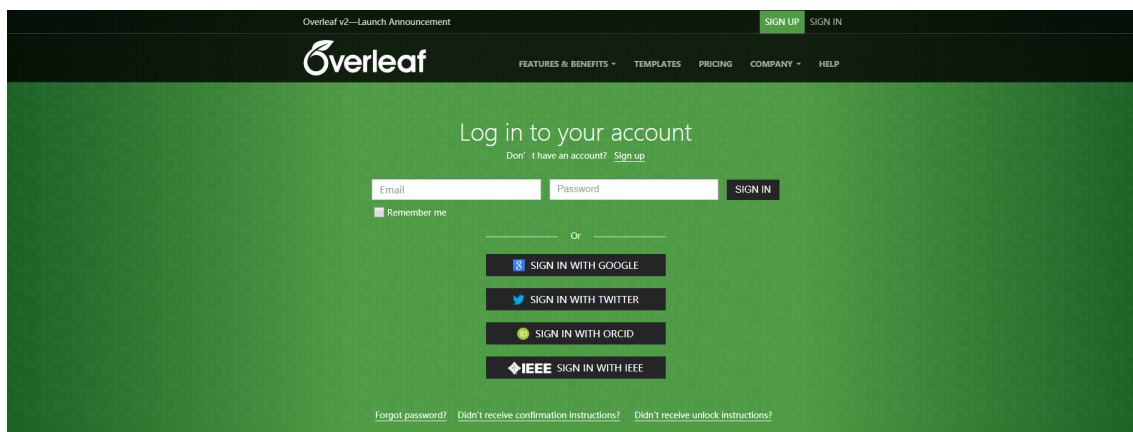 Overleaf v2—Launch Announcement SIGN UP SIGN IN
Overleaf FEATURES & BENEFITS TEMPLATES PRICING COMPANY HELP
Log in to your account
Don' t have an account? Sign up
Email Password SIGN IN
Remember me
Or
8 SIGN IN WITH GOOGLE
SIGN IN WITH TWITTER
iD SIGN IN WITH ORCID
IEEE SIGN IN WITH IEEE
Forgot password? Didn't receive confirmation instructions? Didn't receive unlock instructions?